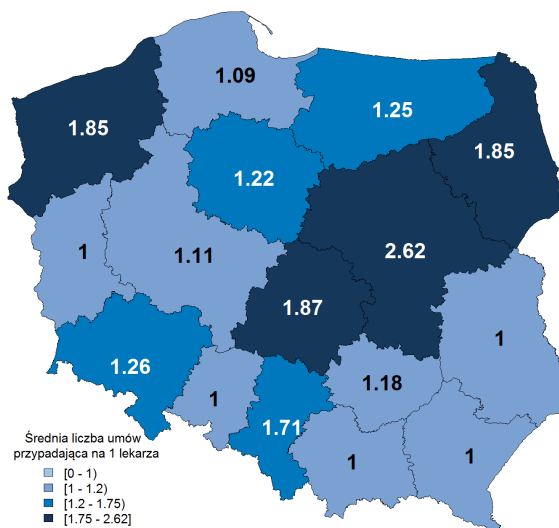 1.09
1.25
1.85
1.85
1.22
2.62
1
1.11
1.87
1
1.26
1.18
1
1.71
1
1
Średnia liczba umów
przypadająca na 1 lekarza
[0 - 1)
[1 - 1.2)
[1.2 - 1.75)
[1.75 - 2.62]